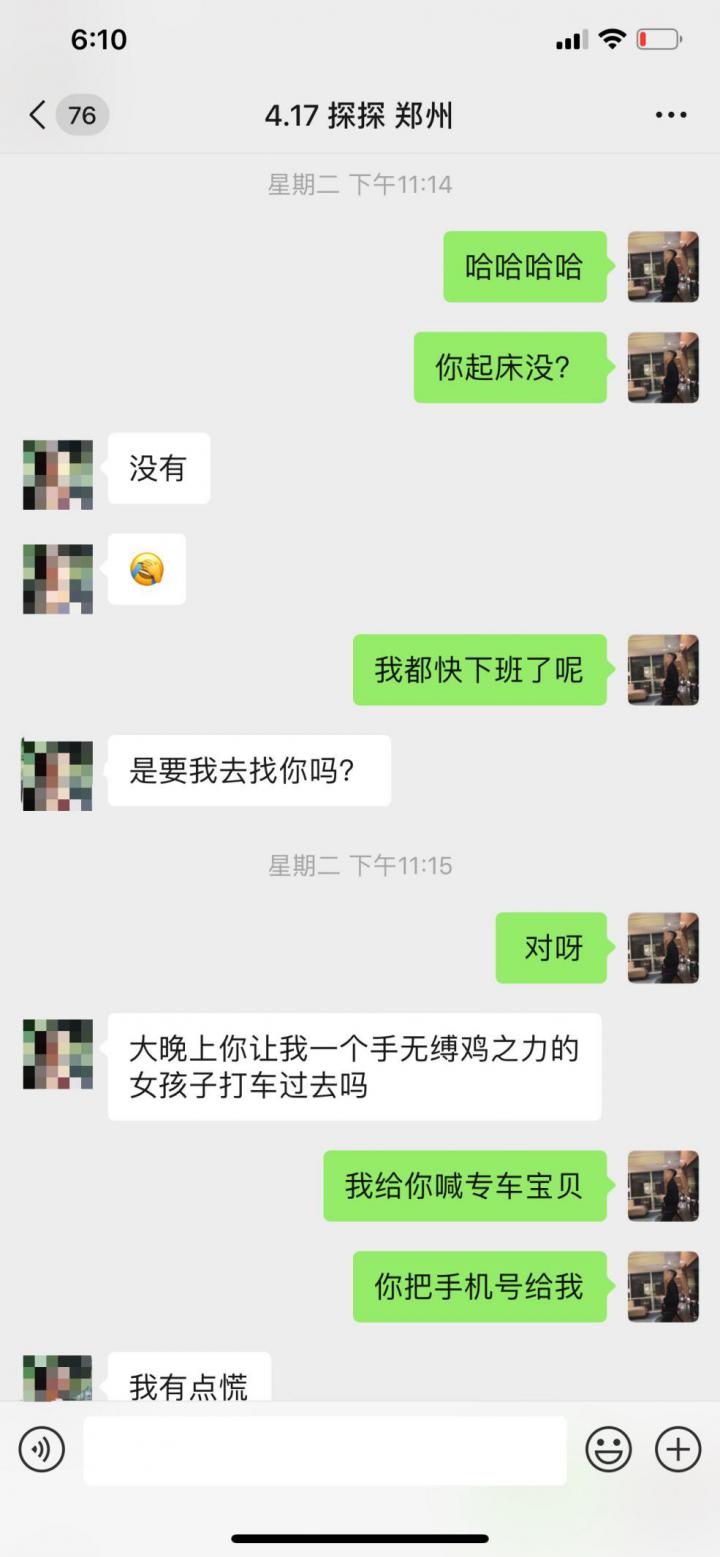 6:10
76
4.17 探探 郑州
星期二 下午11:14
哈哈哈哈
你起床没?
没有
我都快下班了呢
是要我去找你吗?
星期二 下午11:15
对呀
大晚上你让我一个手无缚鸡之力的
女孩子打车过去吗
我给你喊专车宝贝
你把手机号给我
我有点慌